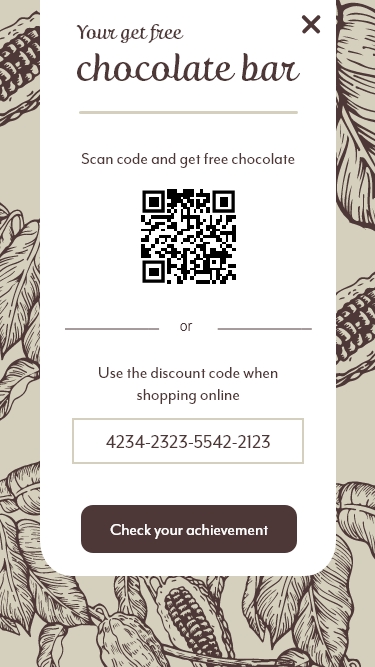 Your get free
chocolate bar
Scan code and get free chocolate
or
Use the discount code when
shopping online
4234-2323-5542-2123
Check your achievement